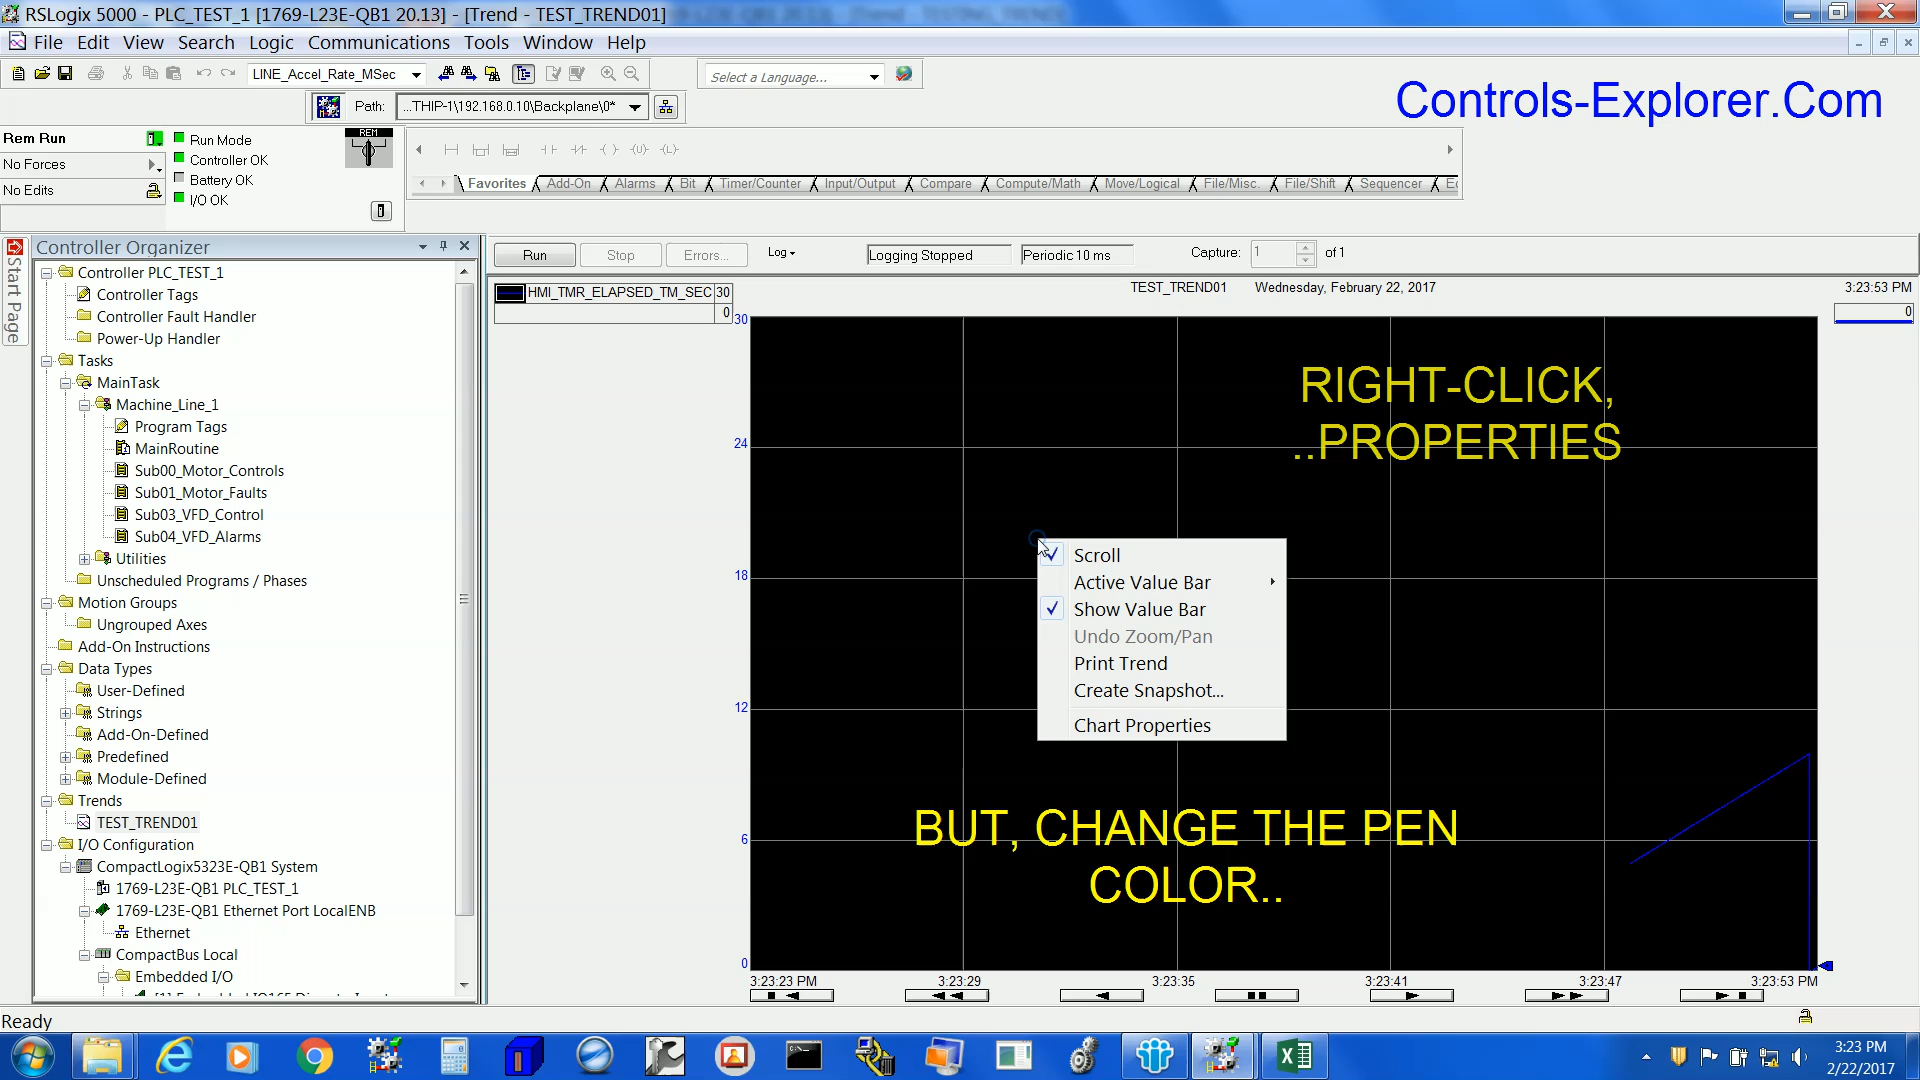 RSLogix 5000 - PLC_TEST_1 [1769-L23E-QB1 20.13] - [Trend - TEST_TREND01]
File Edit View Search Logic Communications Tools Window Help
LINE_Accel_Rate_MSec
Select a Language...
Path: ...THIP-1\192.168.0.10\Backplane\0*
Controls-Explorer.Com
Rem Run
No Forces
No Edits
Run Mode
Controller OK
Battery OK
I/O OK
REM
Favorites Add-On Alarms Bit Timer/Counter Input/Output Compare Compute/Math Move/Logical File/Misc. File/Shift Sequencer
Start Page
Controller Organizer
Controller PLC_TEST_1
Controller Tags
Controller Fault Handler
Power-Up Handler
Tasks
MainTask
Machine_Line_1
Program Tags
MainRoutine
Sub00_Motor_Controls
Sub01_Motor_Faults
Sub03_VFD_Control
Sub04_VFD_Alarms
Utilities
Unscheduled Programs / Phases
Motion Groups
Ungrouped Axes
Add-On Instructions
Data Types
User-Defined
Strings
Add-On-Defined
Predefined
Module-Defined
Trends
TEST_TREND01
I/O Configuration
CompactLogix5323E-QB1 System
1769-L23E-QB1 PLC_TEST_1
1769-L23E-QB1 Ethernet Port LocalENB
Ethernet
CompactBus Local
Embedded I/O
Run Stop Errors... Log Logging Stopped Periodic 10 ms Capture: 1 of 1
HMI_TMR_ELAPSED_TM_SEC 30
0
TEST_TREND01 Wednesday, February 22, 2017 3:23:53 PM
0
30
24
18
12
6
0
RIGHT-CLICK,
..PROPERTIES
Scroll
Active Value Bar
Show Value Bar
Undo Zoom/Pan
Print Trend
Create Snapshot...
Chart Properties
BUT, CHANGE THE PEN
COLOR..
3:23:23 PM 3:23:29 3:23:35 3:23:41 3:23:47 3:23:53 PM
Ready
3:23 PM
2/22/2017